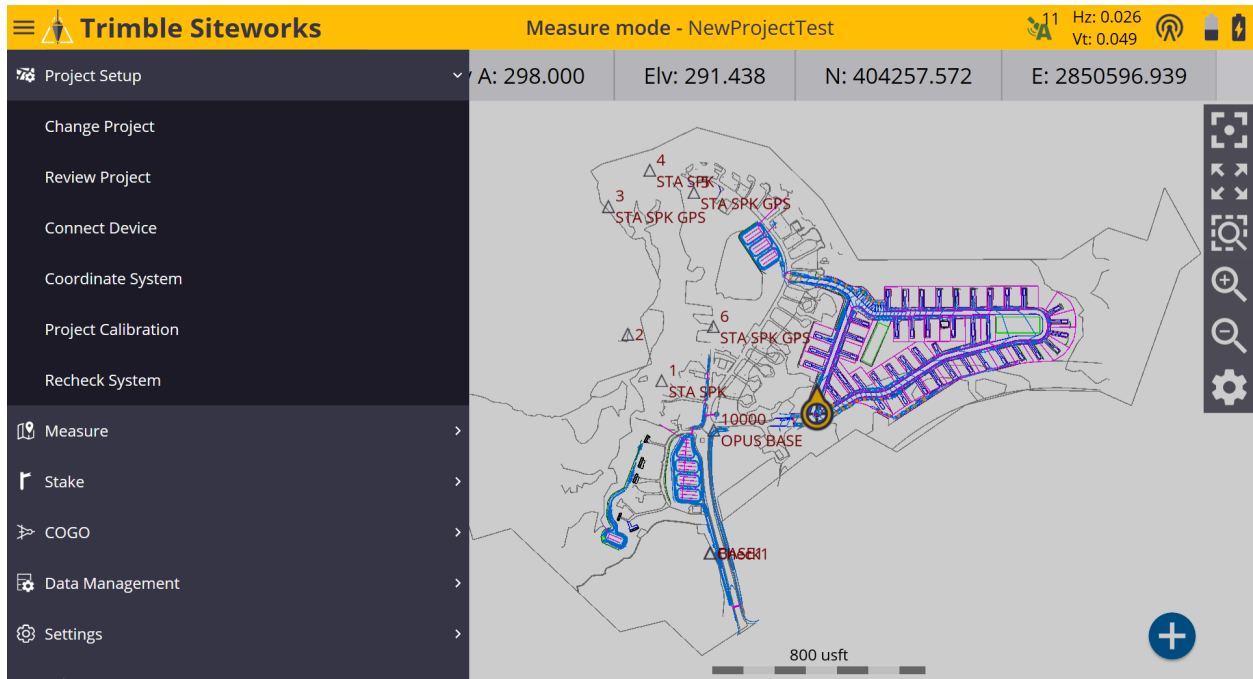 Trimble Siteworks
Measure mode - NewProjectTest
11
Hz: 0.026
Vt: 0.049
Project Setup
A: 298.000
Elv: 291.438
N: 404257.572
E: 2850596.939
Change Project
Review Project
Connect Device
Coordinate System
Project Calibration
Recheck System
Measure
Stake
COGO
Data Management
Settings
4
STA SPK
5
STA SPK GPS
3
STA SPK GPS
6
STA SPK GPS
2
1
STA SPK
10000
OPUS BASE
800 usft